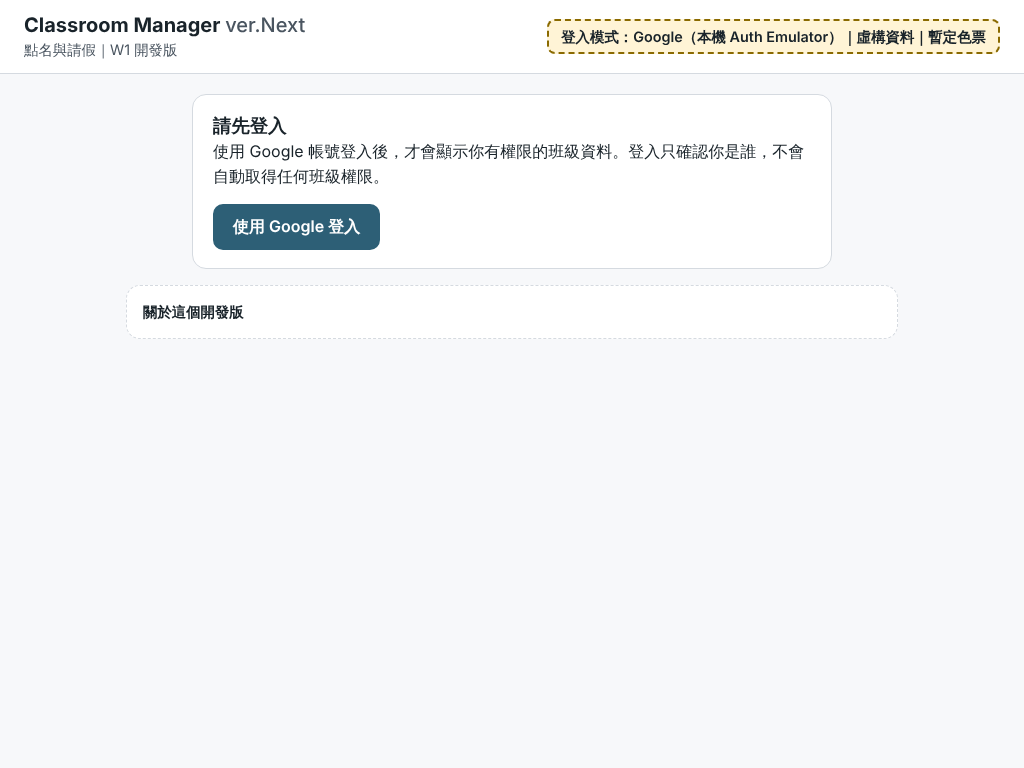 Classroom Manager ver.Next
點名與請假｜W1 開發版
登入模式：Google（本機 Auth Emulator）｜虛構資料｜暫定色票
請先登入
使用 Google 帳號登入後，才會顯示你有權限的班級資料。登入只確認你是誰，不會
自動取得任何班級權限。
使用 Google 登入
關於這個開發版